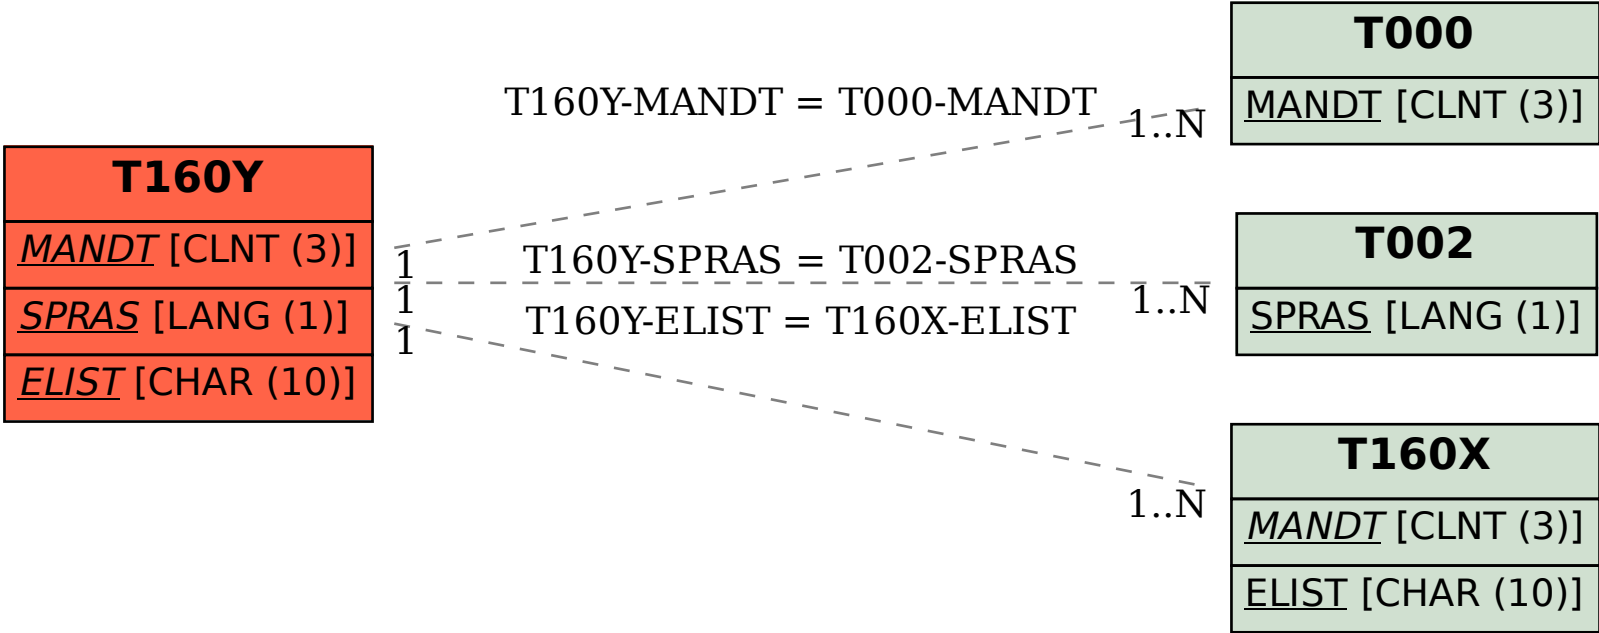 T160Y
MANDT [CLNT (3)]
SPRAS [LANG (1)]
ELIST [CHAR (10)]
T160Y-MANDT = T000-MANDT
1
1..N
T160Y-SPRAS = T002-SPRAS
1
1..N
T160Y-ELIST = T160X-ELIST
1
1..N
T000
MANDT [CLNT (3)]
T002
SPRAS [LANG (1)]
T160X
MANDT [CLNT (3)]
ELIST [CHAR (10)]